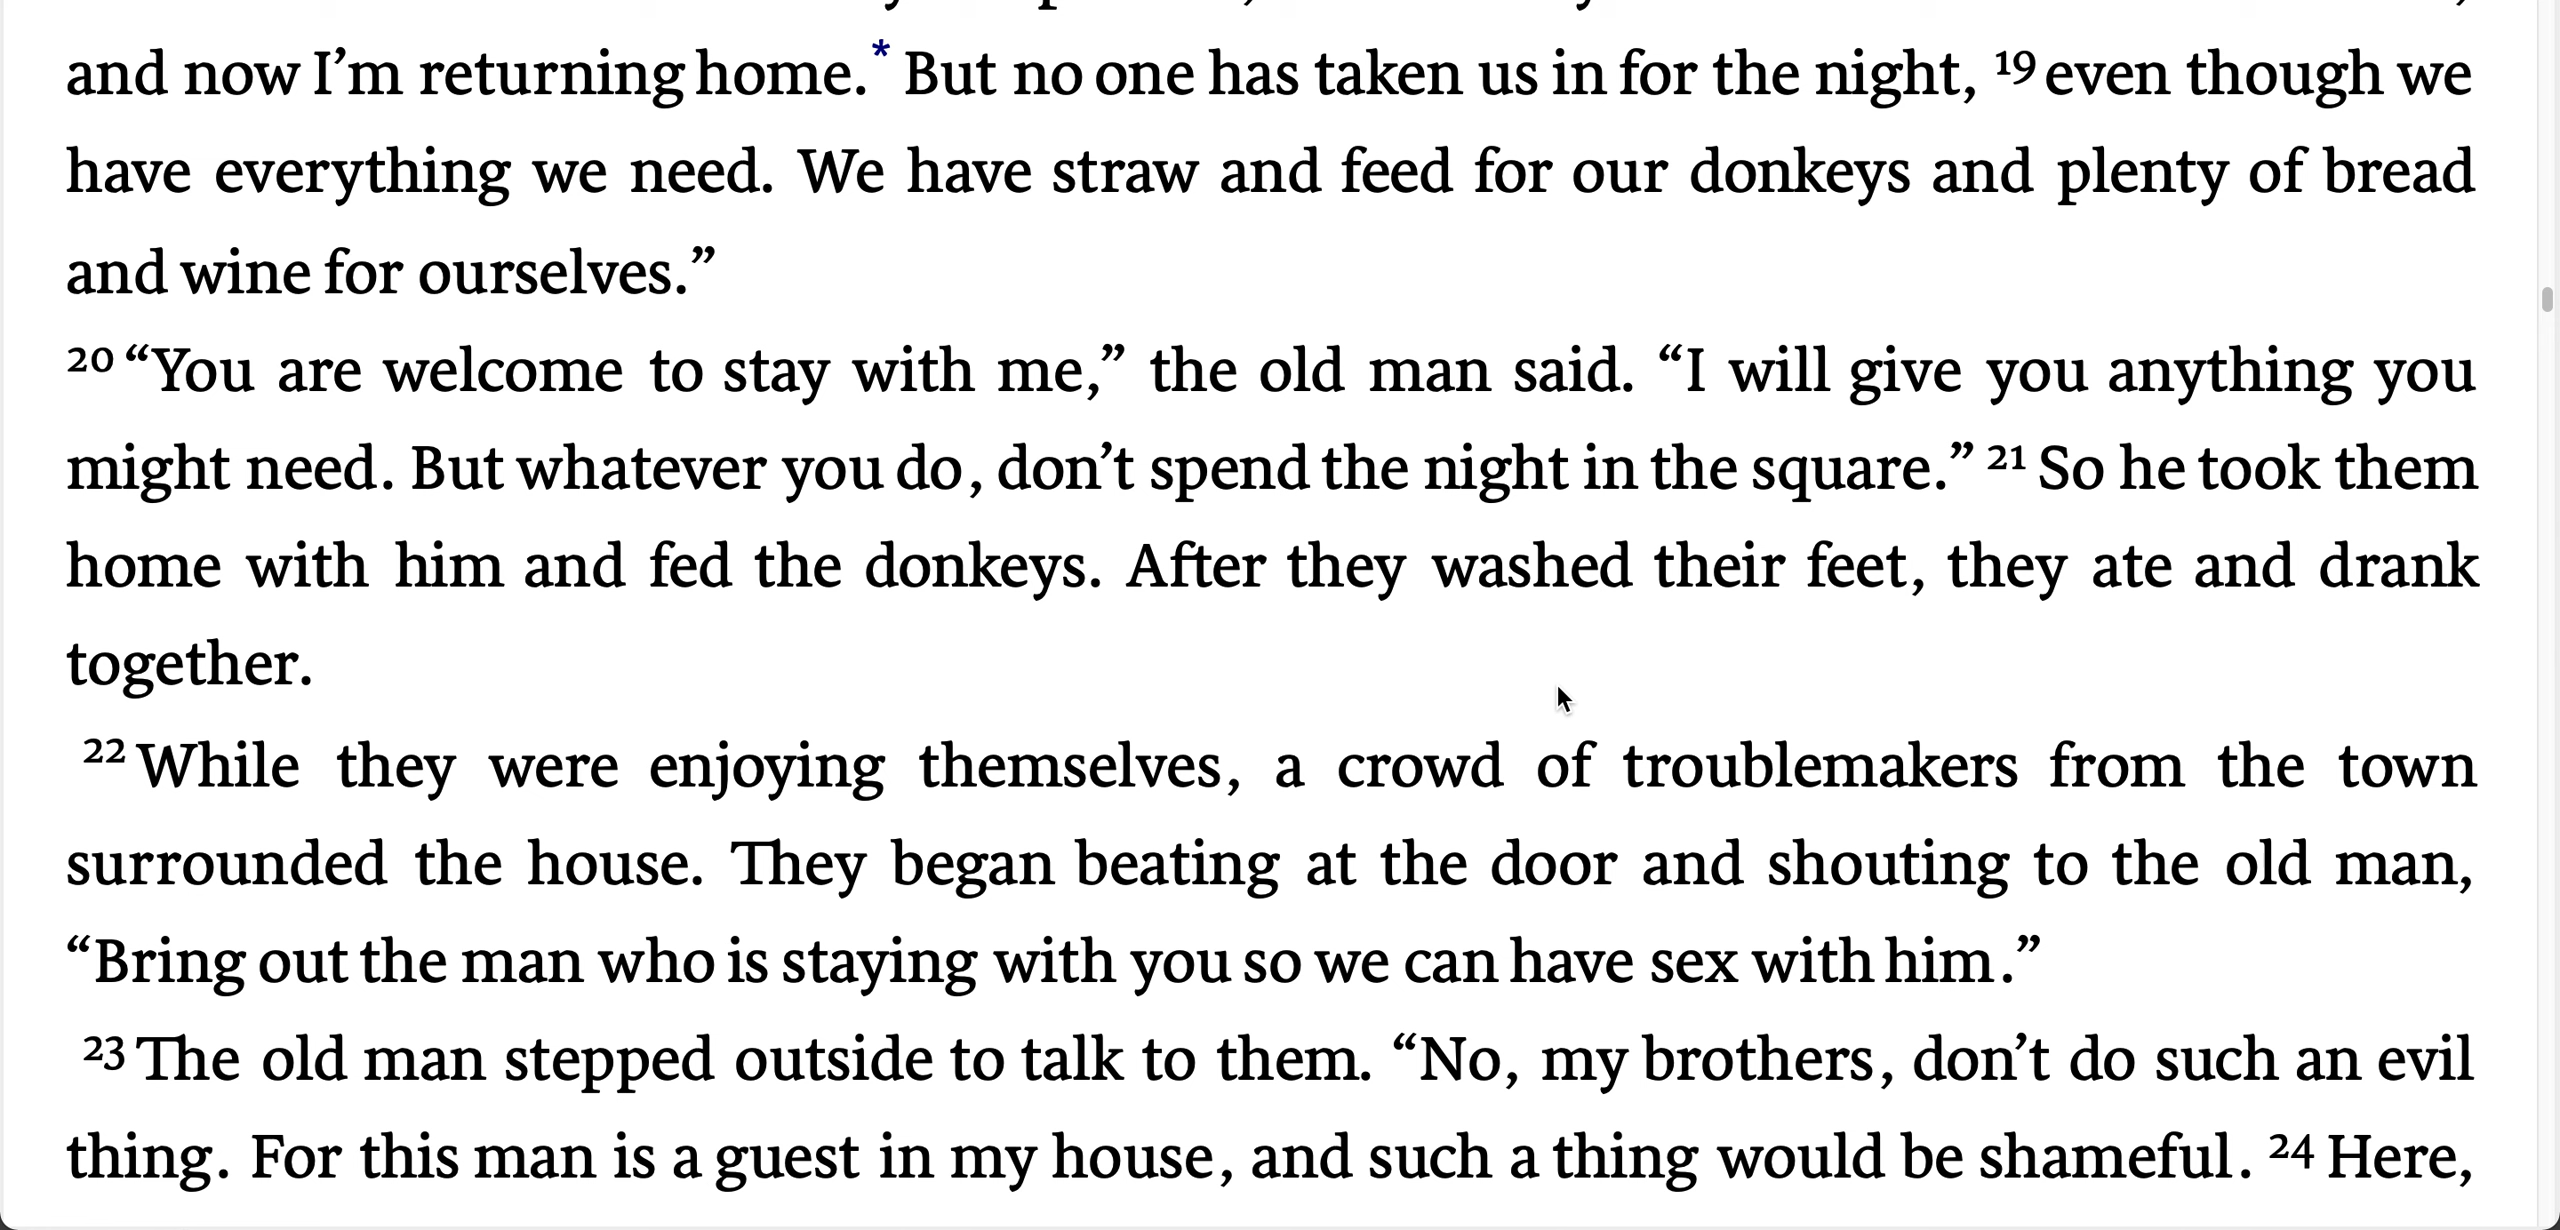 and now I’m returning home.* But no one has taken us in for the night, 19 even though we
have everything we need. We have straw and feed for our donkeys and plenty of bread
and wine for ourselves.”
20 “You are welcome to stay with me,” the old man said. “I will give you anything you
might need. But whatever you do, don’t spend the night in the square.” 21 So he took them
home with him and fed the donkeys. After they washed their feet, they ate and drank
together.
22 While they were enjoying themselves, a crowd of troublemakers from the town
surrounded the house. They began beating at the door and shouting to the old man,
“Bring out the man who is staying with you so we can have sex with him.”
23 The old man stepped outside to talk to them. “No, my brothers, don’t do such an evil
thing. For this man is a guest in my house, and such a thing would be shameful. 24 Here,